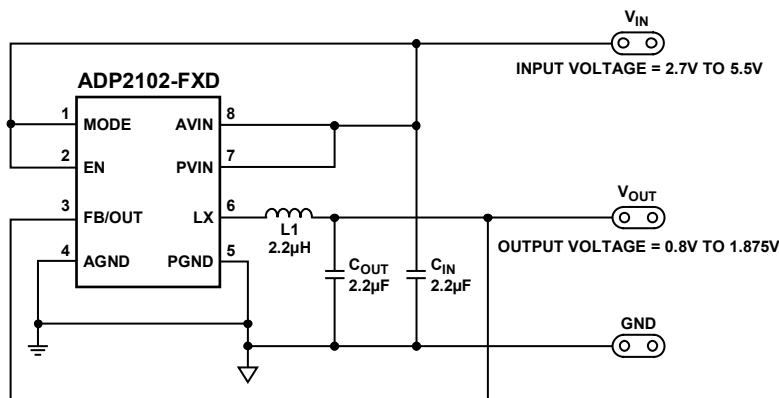 V_IN
INPUT VOLTAGE = 2.7V TO 5.5V
ADP2102-FXD
1 MODE AVIN 8
2 EN PVIN 7
3 FB/OUT LX 6
4 AGND PGND 5
L1
2.2µH
V_OUT
OUTPUT VOLTAGE = 0.8V TO 1.875V
C_OUT
2.2µF
C_IN
2.2µF
GND